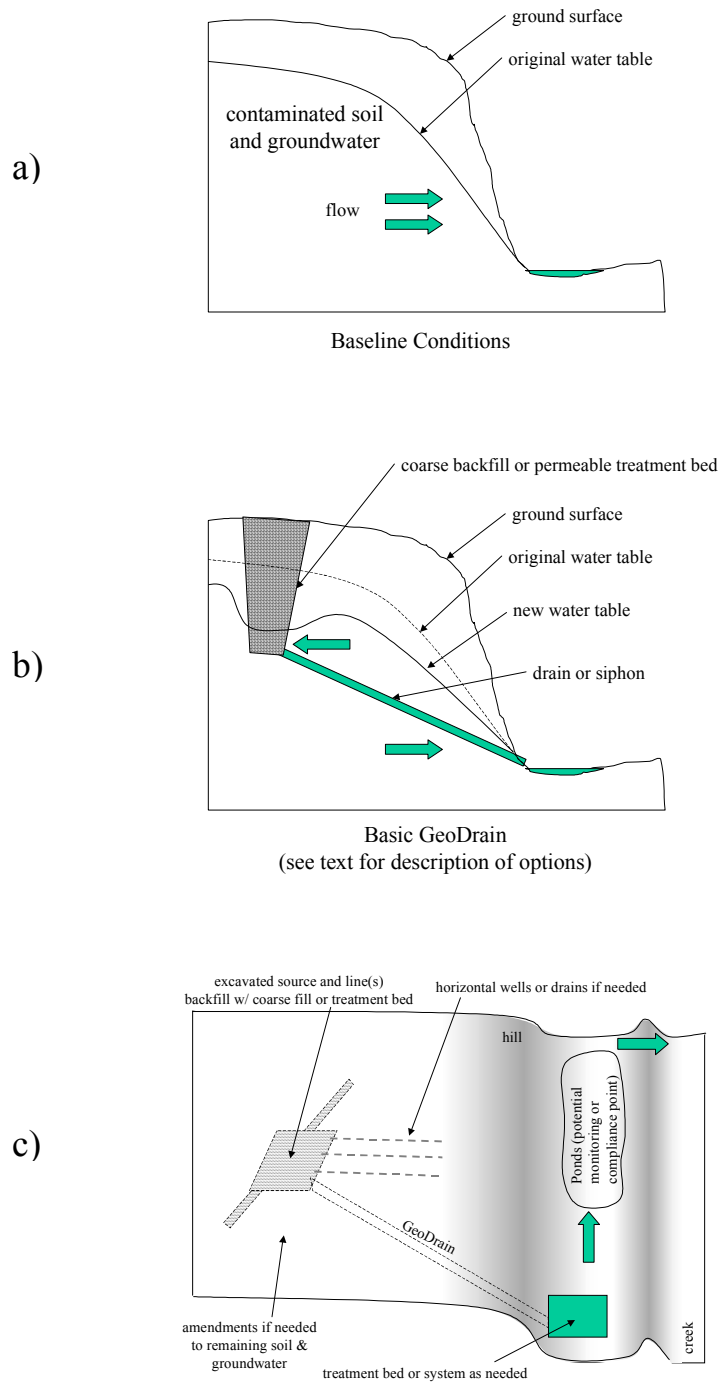 a)
ground surface
original water table
contaminated soil
and groundwater
flow
Baseline Conditions
b)
coarse backfill or permeable treatment bed
ground surface
original water table
new water table
drain or siphon
Basic GeoDrain
(see text for description of options)
c)
excavated source and line(s)
backfill w/ coarse fill or treatment bed
horizontal wells or drains if needed
hill
Ponds (potential
monitoring or
compliance point)
GeoDrain
creek
amendments if needed
to remaining soil &
groundwater
treatment bed or system as needed